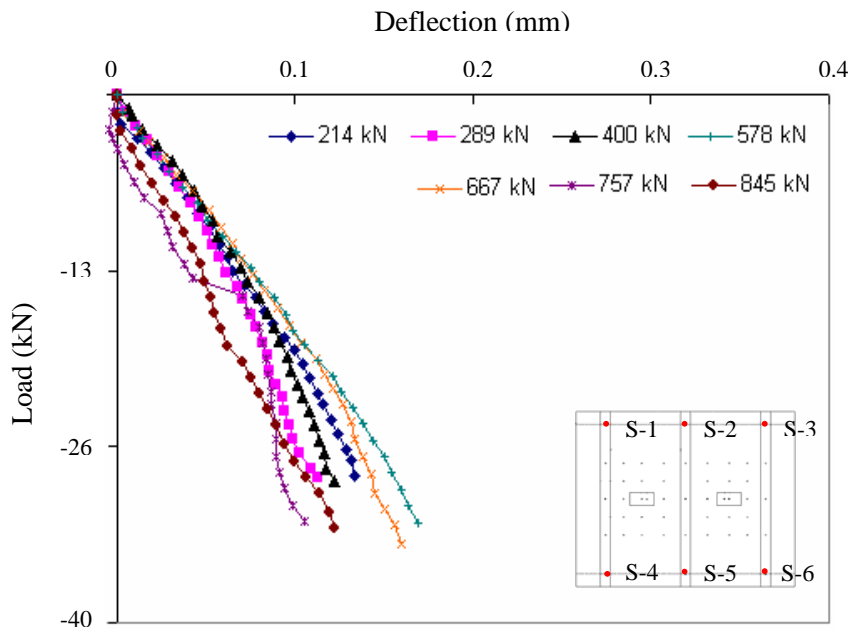 Deflection (mm)
0 0.1 0.2 0.3 0.4
214 kN 289 kN 400 kN 578 kN
667 kN 757 kN 845 kN
-13
Load (kN)
-26
-40
S-1 S-2 S-3
S-4 S-5 S-6